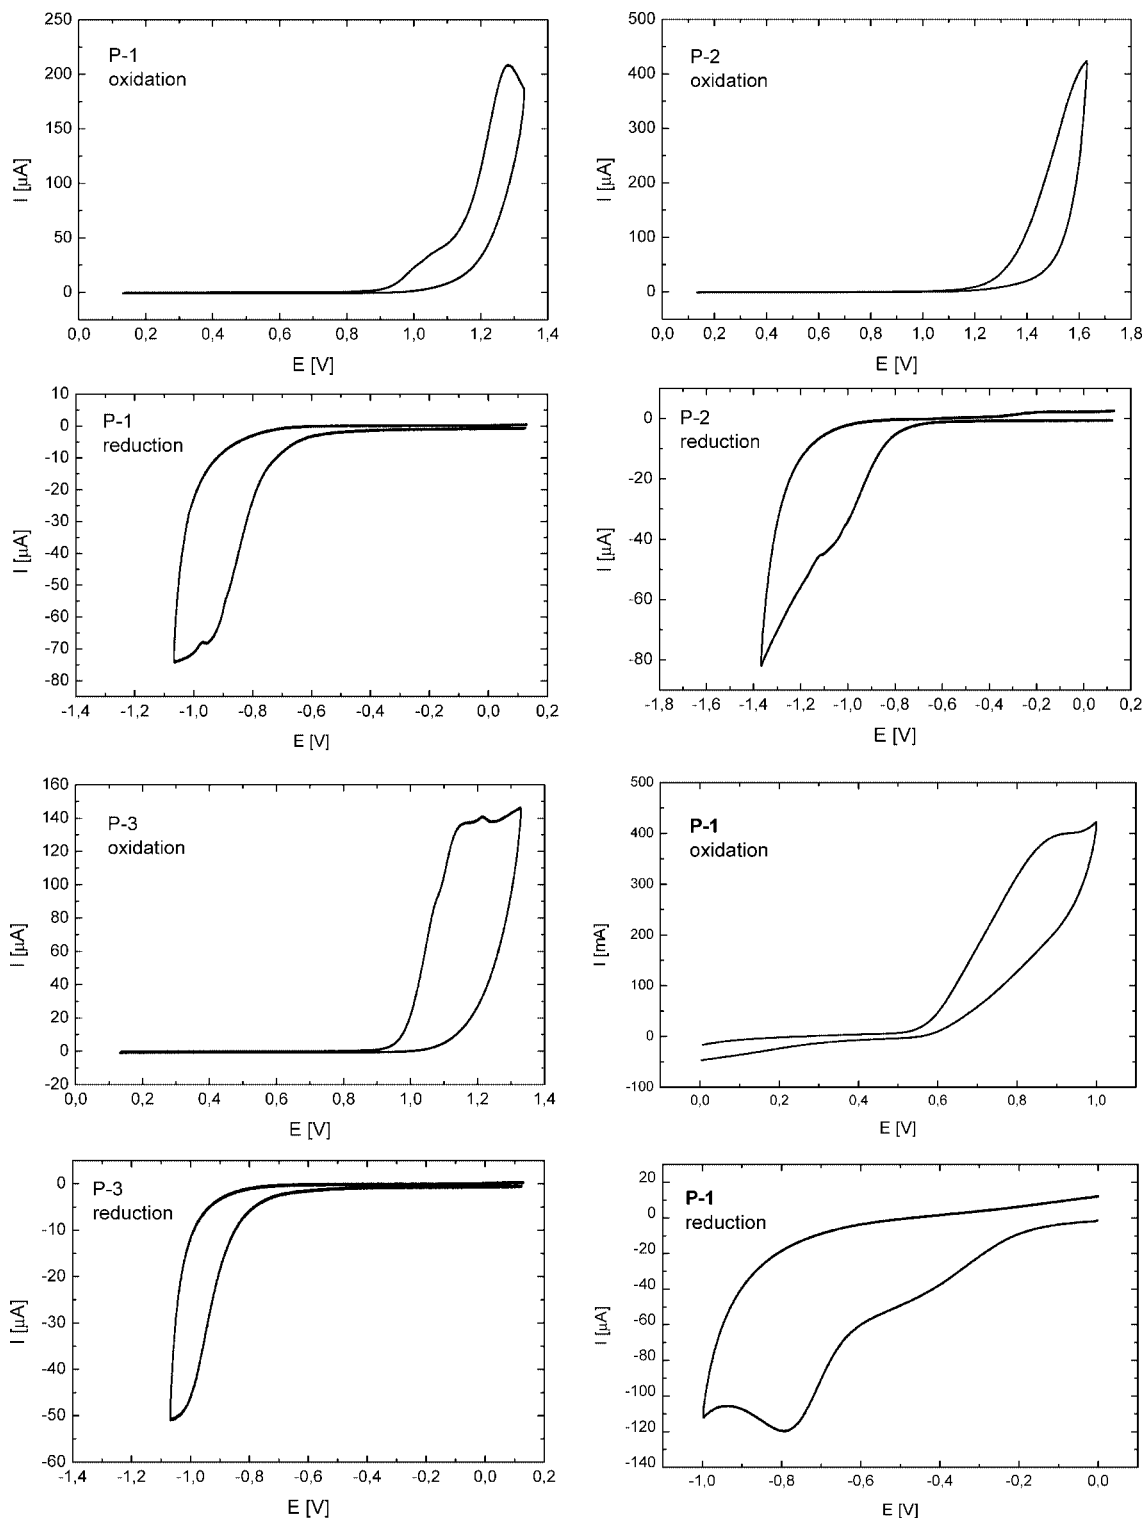 P-1
oxidation
250
200
150
100
50
0
I [μA]
0,0 0,2 0,4 0,6 0,8 1,0 1,2 1,4
E [V]
P-2
oxidation
500
400
300
200
100
0
I [μA]
0,0 0,2 0,4 0,6 0,8 1,0 1,2 1,4 1,6 1,8
E [V]
P-1
reduction
10
0
-10
-20
-30
-40
-50
-60
-70
-80
I [μA]
-1,4 -1,2 -1,0 -0,8 -0,6 -0,4 -0,2 0,0 0,2
E [V]
P-2
reduction
0
-20
-40
-60
-80
I [μA]
-1,8 -1,6 -1,4 -1,2 -1,0 -0,8 -0,6 -0,4 -0,2 0,0 0,2
E [V]
P-3
oxidation
160
140
120
100
80
60
40
20
0
-20
I [μA]
0,0 0,2 0,4 0,6 0,8 1,0 1,2 1,4
E [V]
P-1
oxidation
500
400
300
200
100
0
-100
I [mA]
0,0 0,2 0,4 0,6 0,8 1,0
E [V]
P-3
reduction
0
-10
-20
-30
-40
-50
-60
I [μA]
-1,4 -1,2 -1,0 -0,8 -0,6 -0,4 -0,2 0,0 0,2
E [V]
P-1
reduction
20
0
-20
-40
-60
-80
-100
-120
-140
I [μA]
-1,0 -0,8 -0,6 -0,4 -0,2 0,0
E [V]